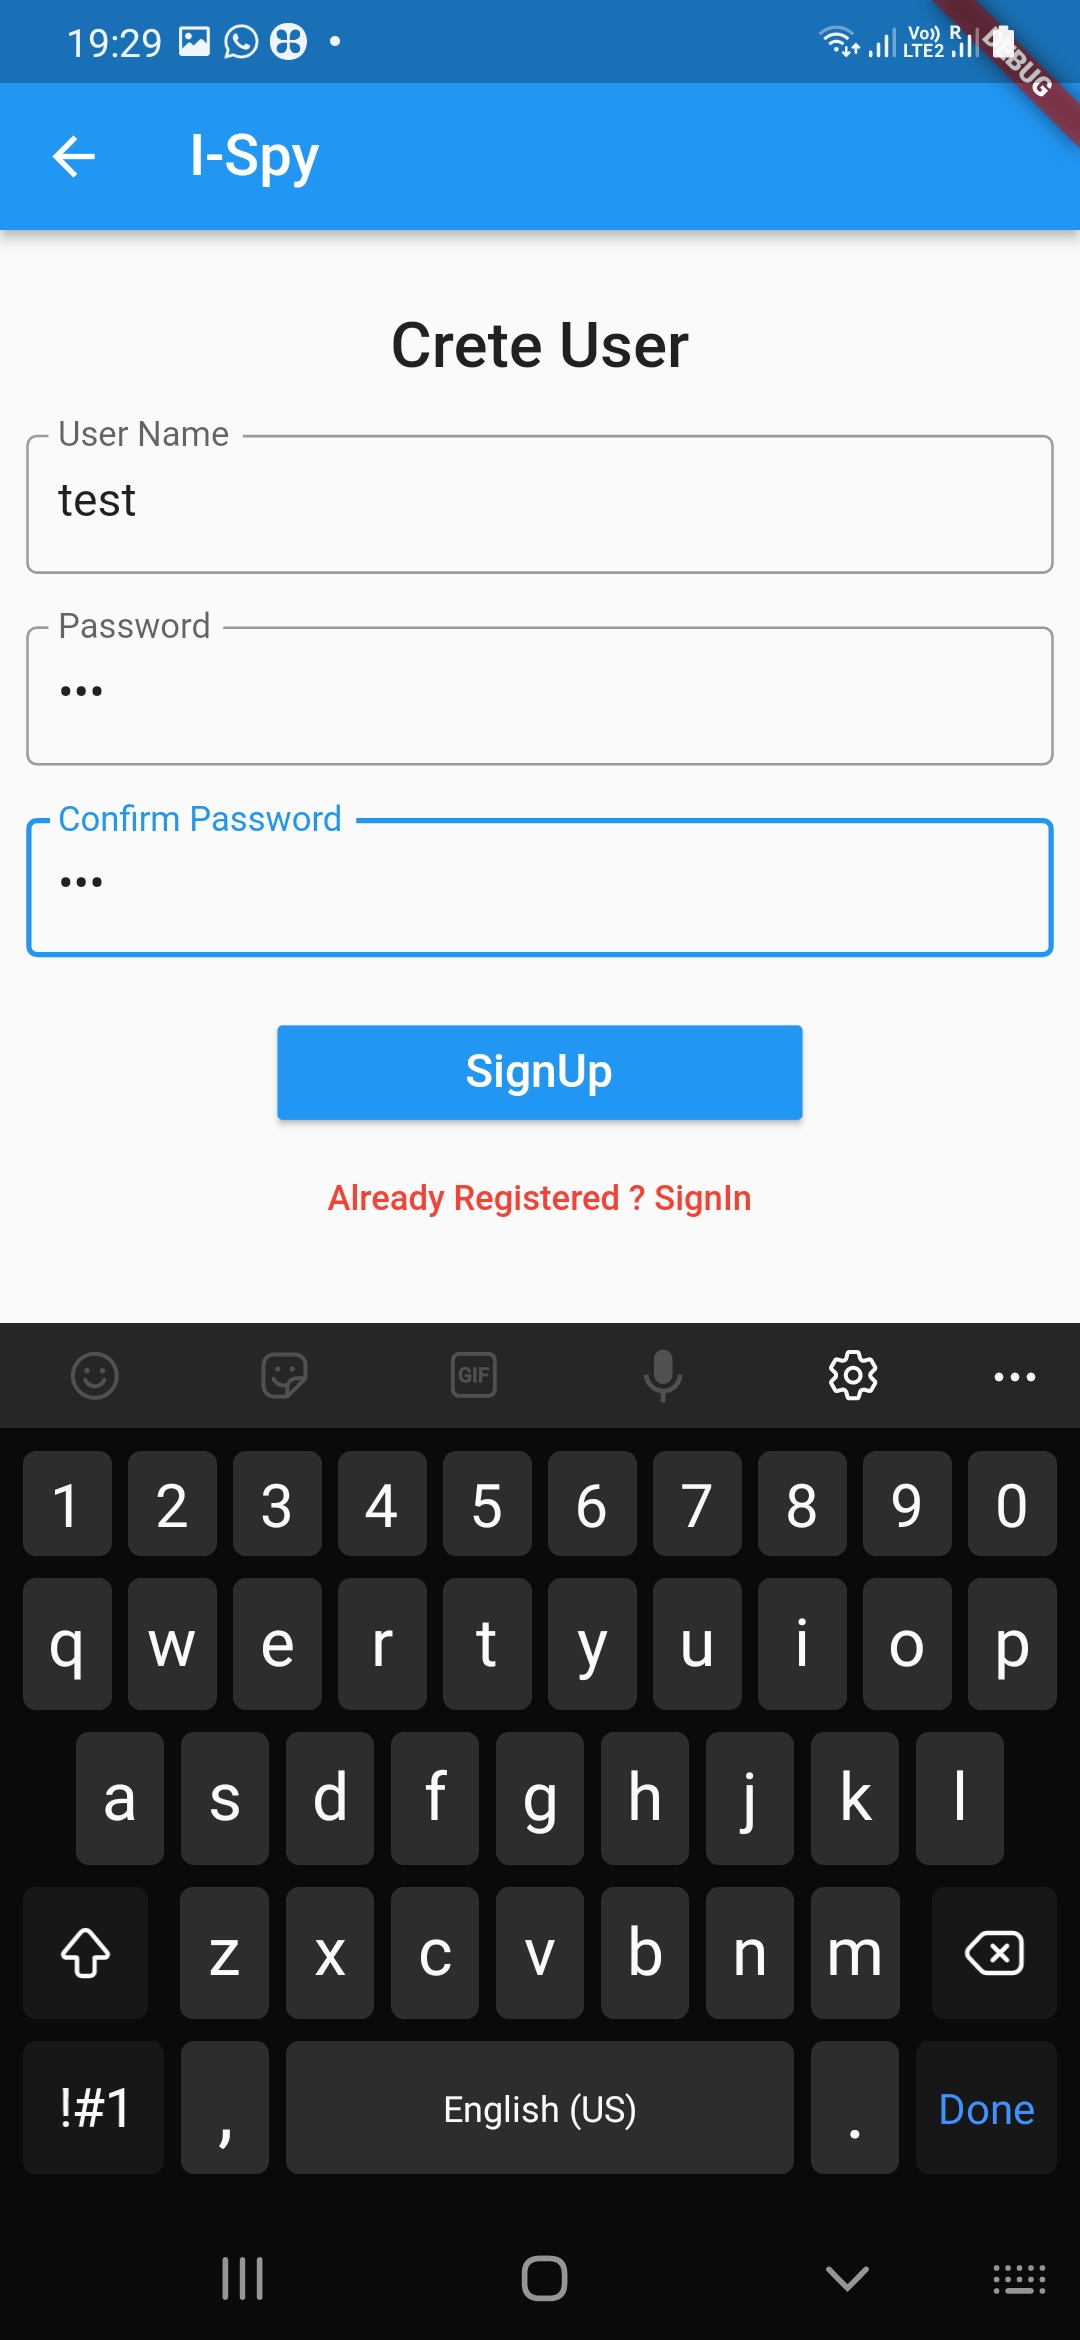 19:29 Vo)) R
LTE2
DEBUG
I-Spy
Crete User
User Name
test
Password
•••
Confirm Password
•••
SignUp
Already Registered ? SignIn
GIF
1 2 3 4 5 6 7 8 9 0
q w e r t y u i o p
a s d f g h j k l
z x c v b n m
!#1 , English (US) . Done